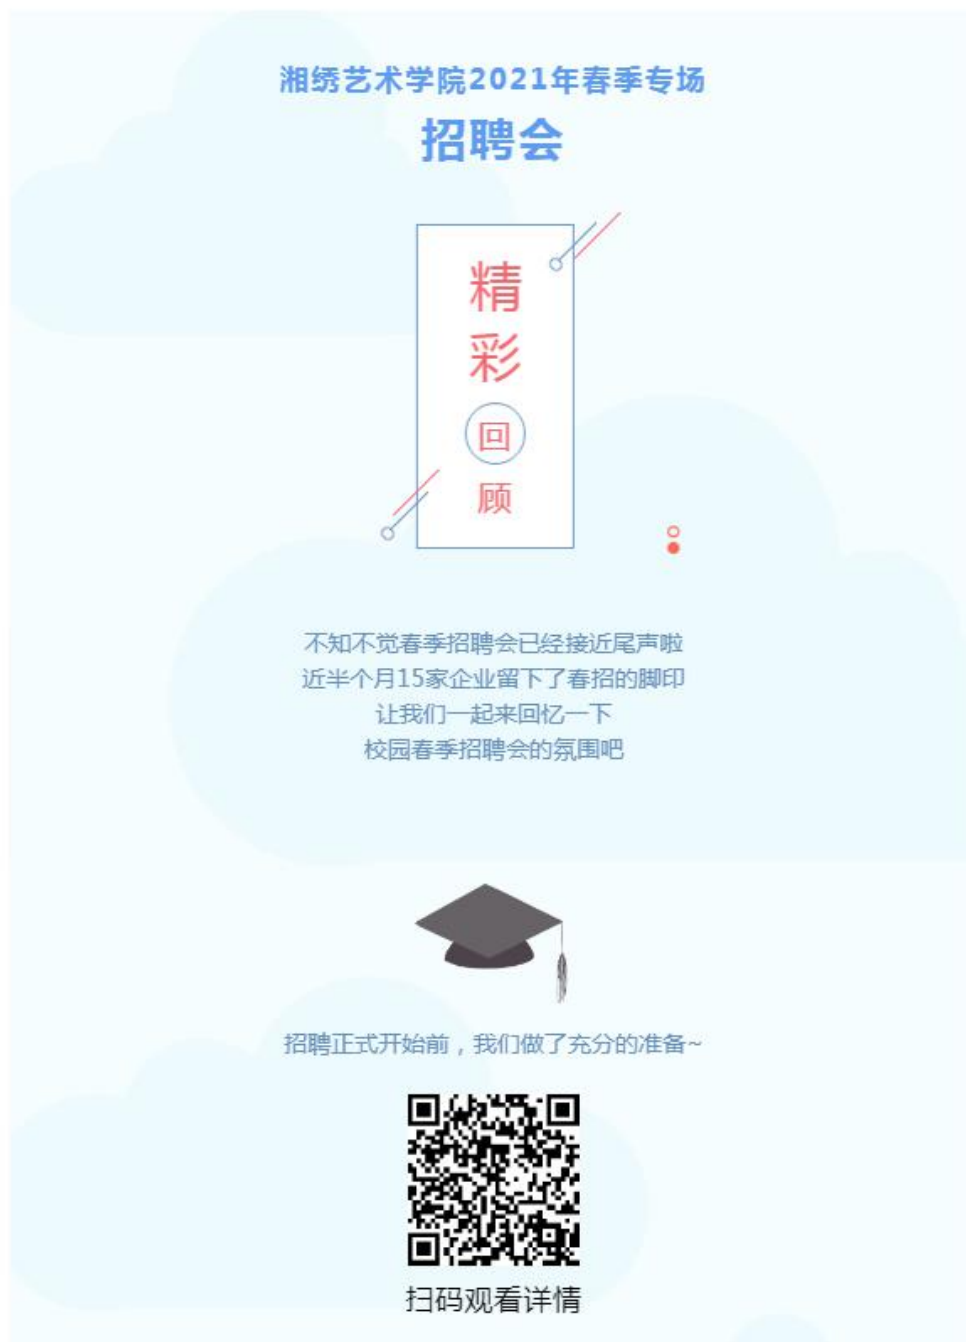 湘绣艺术学院2021年春季专场
招聘会
精
彩
回
顾
不知不觉春季招聘会已经接近尾声啦
近半个月15家企业留下了春招的脚印
让我们一起来回忆一下
校园春季招聘会的氛围吧
招聘正式开始前，我们做了充分的准备~
扫码观看详情